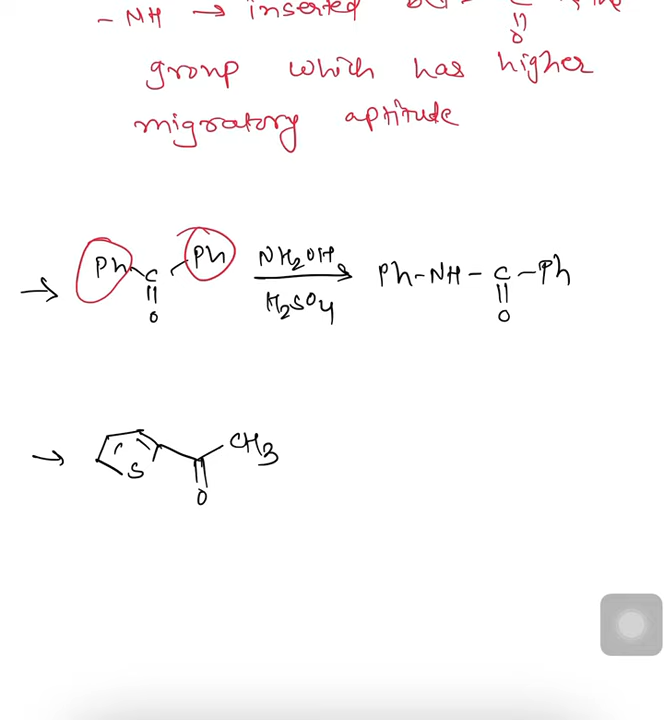 - NH → inserted
O
group which has higher
migratory aptitude
→ Ph C Ph NH2OH, Ph-NH-C-Ph
O H2SO4 O
→ S CH3
O